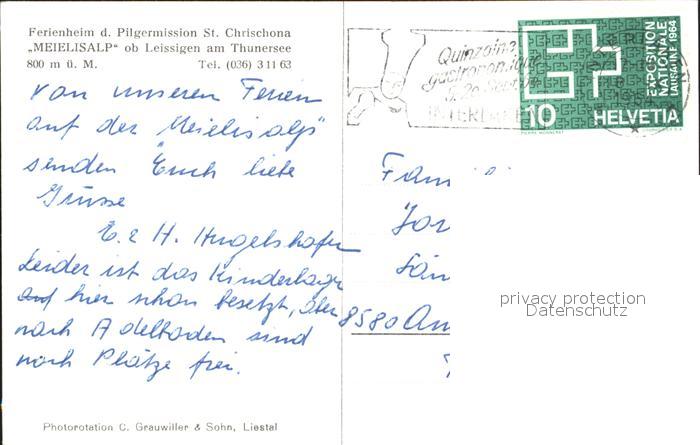 Ferienheim d. Pilgermission St. Chrischona
„MEIELISALP“ ob Leissigen am Thunersee
800 m ü. M. Tel. (036) 3 11 63
Von unseren Ferien
auf der "Meielisalp"
senden Euch liebe
Grüsse
E. & H. Hugelshofer
Leider ist das Kinderlager
auf hier schon besetzt, aber
nach Adelboden sind
noch Plätze frei.
Photorotation C. Grauwiller & Sohn, Liestal
Quinzaine
gastronomique
INTERLAKEN
EXPOSITION
NATIONALE
LAUSANNE 1964
10 HELVETIA
Fam
8580 Am
privacy protection
Datenschutz